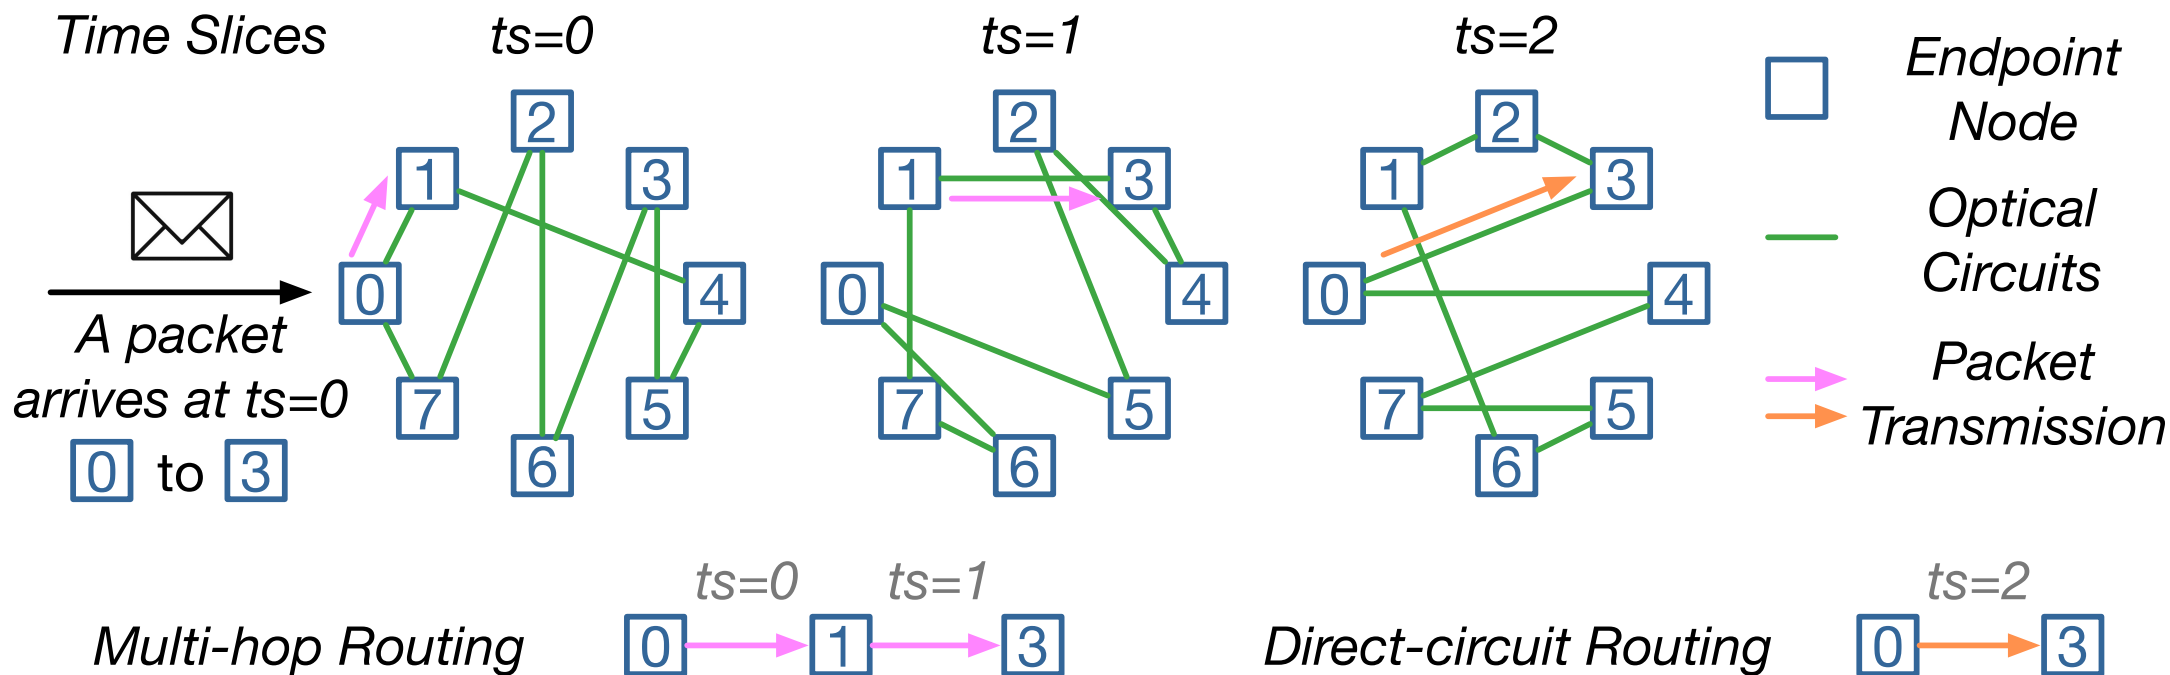 Time Slices
ts=0
ts=1
ts=2
Endpoint
Node
Optical
Circuits
Packet
Transmission
A packet
arrives at ts=0
0 to 3
2
1
3
0
4
7
5
6
2
1
3
0
4
7
5
6
2
1
3
0
4
7
5
6
ts=0
ts=1
Multi-hop Routing
0
1
3
ts=2
Direct-circuit Routing
0
3